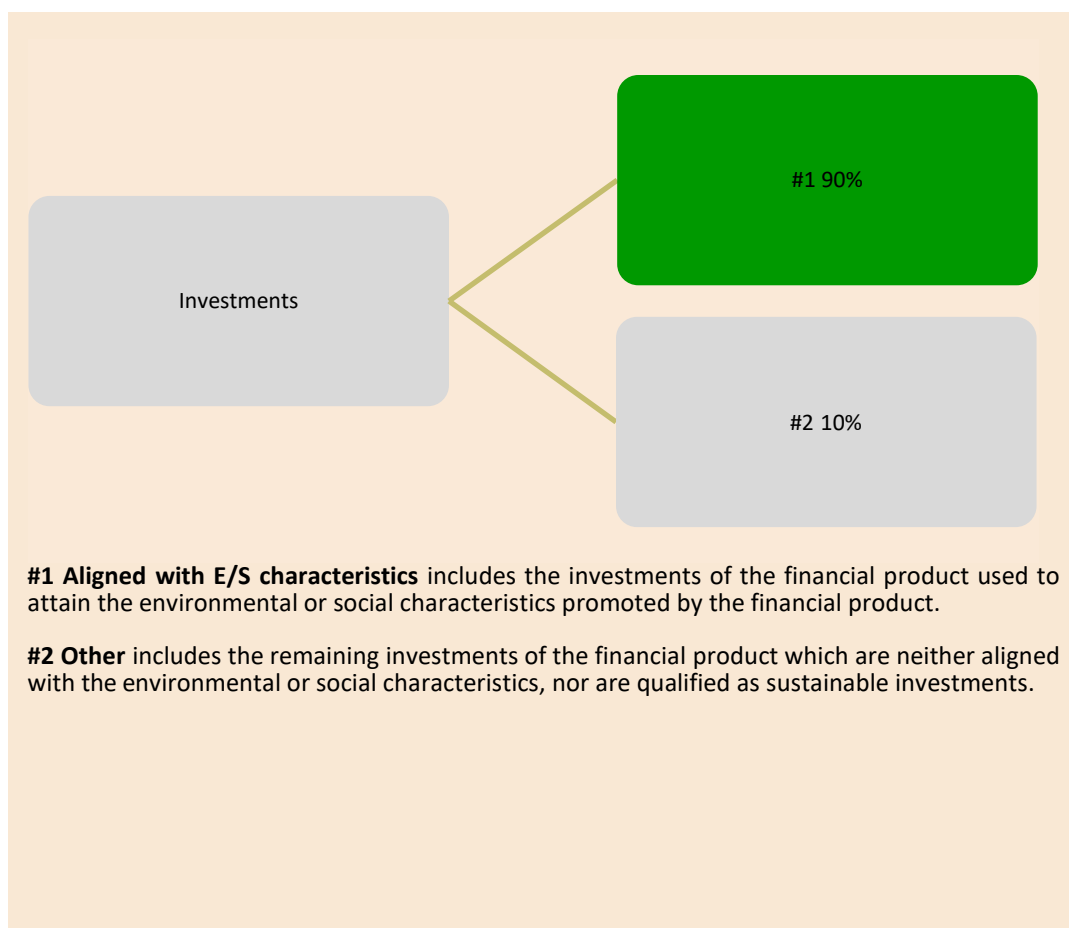 #1 90%
Investments
#2 10%
#1 Aligned with E/S characteristics includes the investments of the financial product used to
attain the environmental or social characteristics promoted by the financial product.
#2 Other includes the remaining investments of the financial product which are neither aligned
with the environmental or social characteristics, nor are qualified as sustainable investments.